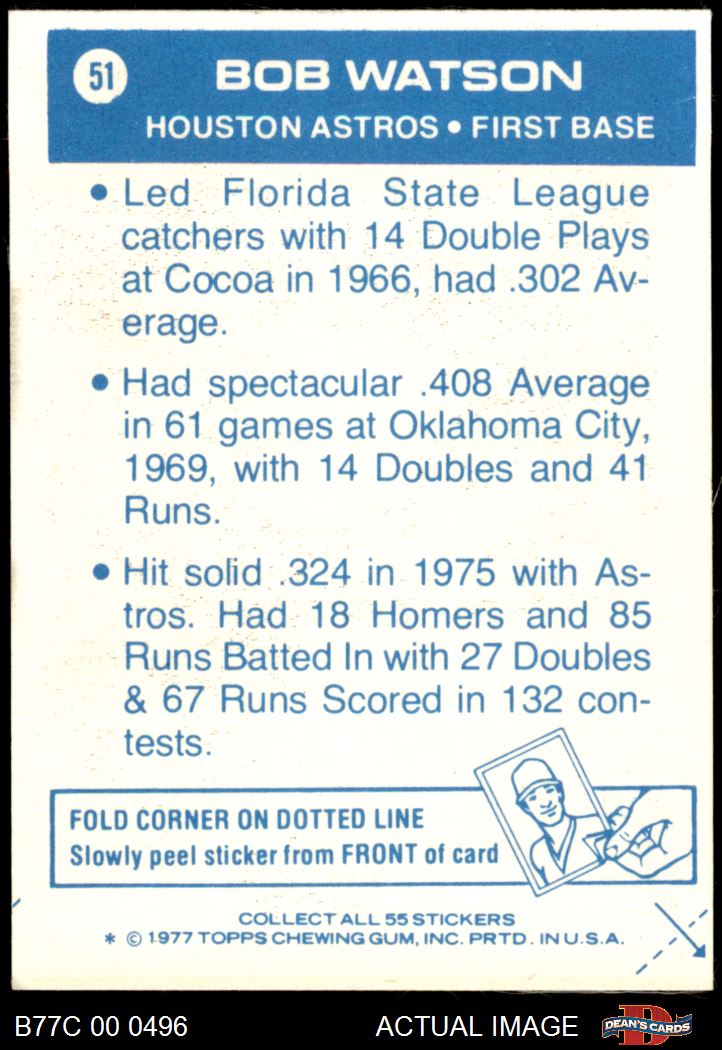 51
BOB WATSON
HOUSTON ASTROS • FIRST BASE
• Led Florida State League
catchers with 14 Double Plays
at Cocoa in 1966, had .302 Av-
erage.
• Had spectacular .408 Average
in 61 games at Oklahoma City,
1969, with 14 Doubles and 41
Runs.
• Hit solid .324 in 1975 with As-
tros. Had 18 Homers and 85
Runs Batted In with 27 Doubles
& 67 Runs Scored in 132 con-
tests.
FOLD CORNER ON DOTTED LINE
Slowly peel sticker from FRONT of card
COLLECT ALL 55 STICKERS
* © 1977 TOPPS CHEWING GUM, INC. PRTD. IN U.S.A.
B77C 00 0496
ACTUAL IMAGE
D
DEAN'S CARDS